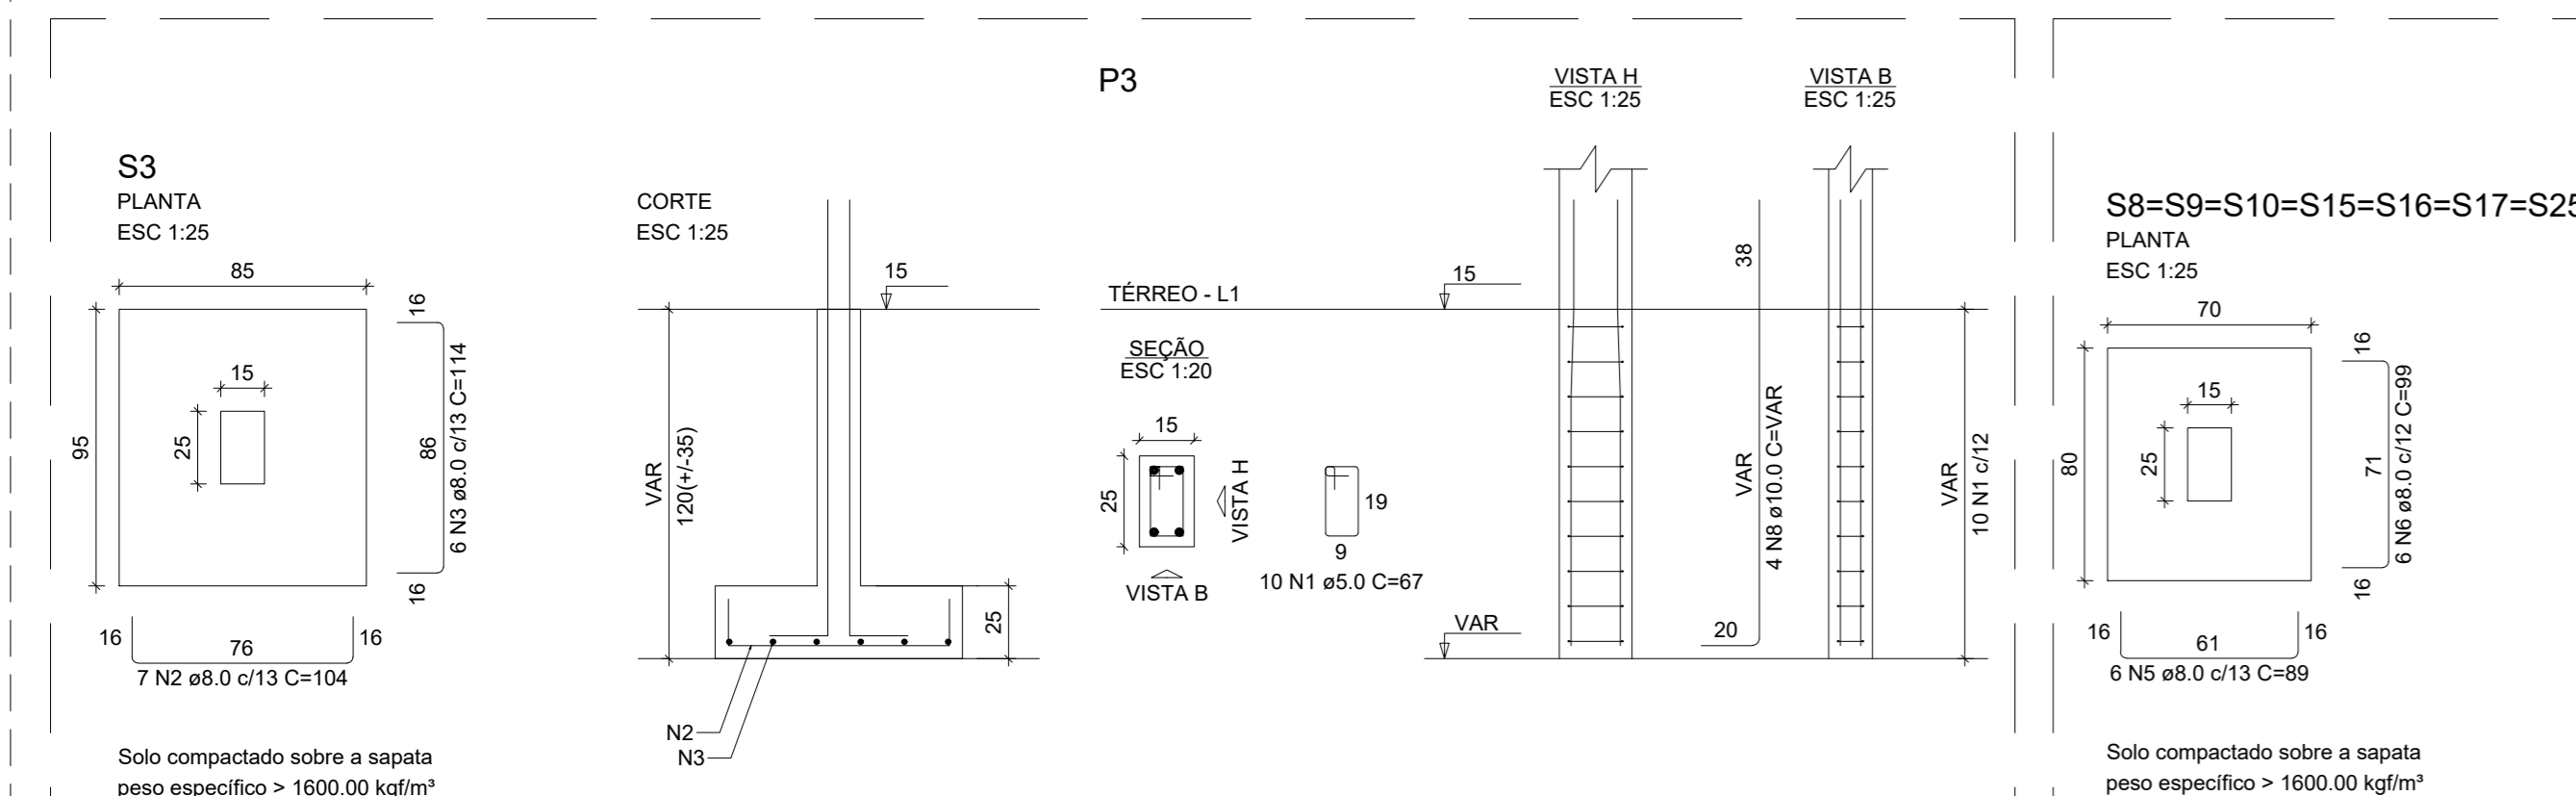 S3
PLANTA
ESC 1:25
85
95
15
25
16
86
6 N3 ø8.0 c/13 C=114
16
16
76
16
7 N2 ø8.0 c/13 C=104
Solo compactado sobre a sapata
peso específico > 1600.00 kgf/m³
CORTE
ESC 1:25
15
VAR
120(+/-35)
25
N2
N3
P3
TÉRREO - L1
15
SEÇÃO
ESC 1:20
15
25
VISTA H
VISTA B
19
9
10 N1 ø5.0 C=67
VAR
VISTA H
ESC 1:25
38
VAR
4 N8 ø10.0 C=VAR
20
VISTA B
ESC 1:25
VAR
10 N1 c/12
S8=S9=S10=S15=S16=S17=S25
PLANTA
ESC 1:25
70
80
15
25
16
71
6 N6 ø8.0 c/12 C=99
16
16
61
16
6 N5 ø8.0 c/13 C=89
Solo compactado sobre a sapata
peso específico > 1600.00 kgf/m³